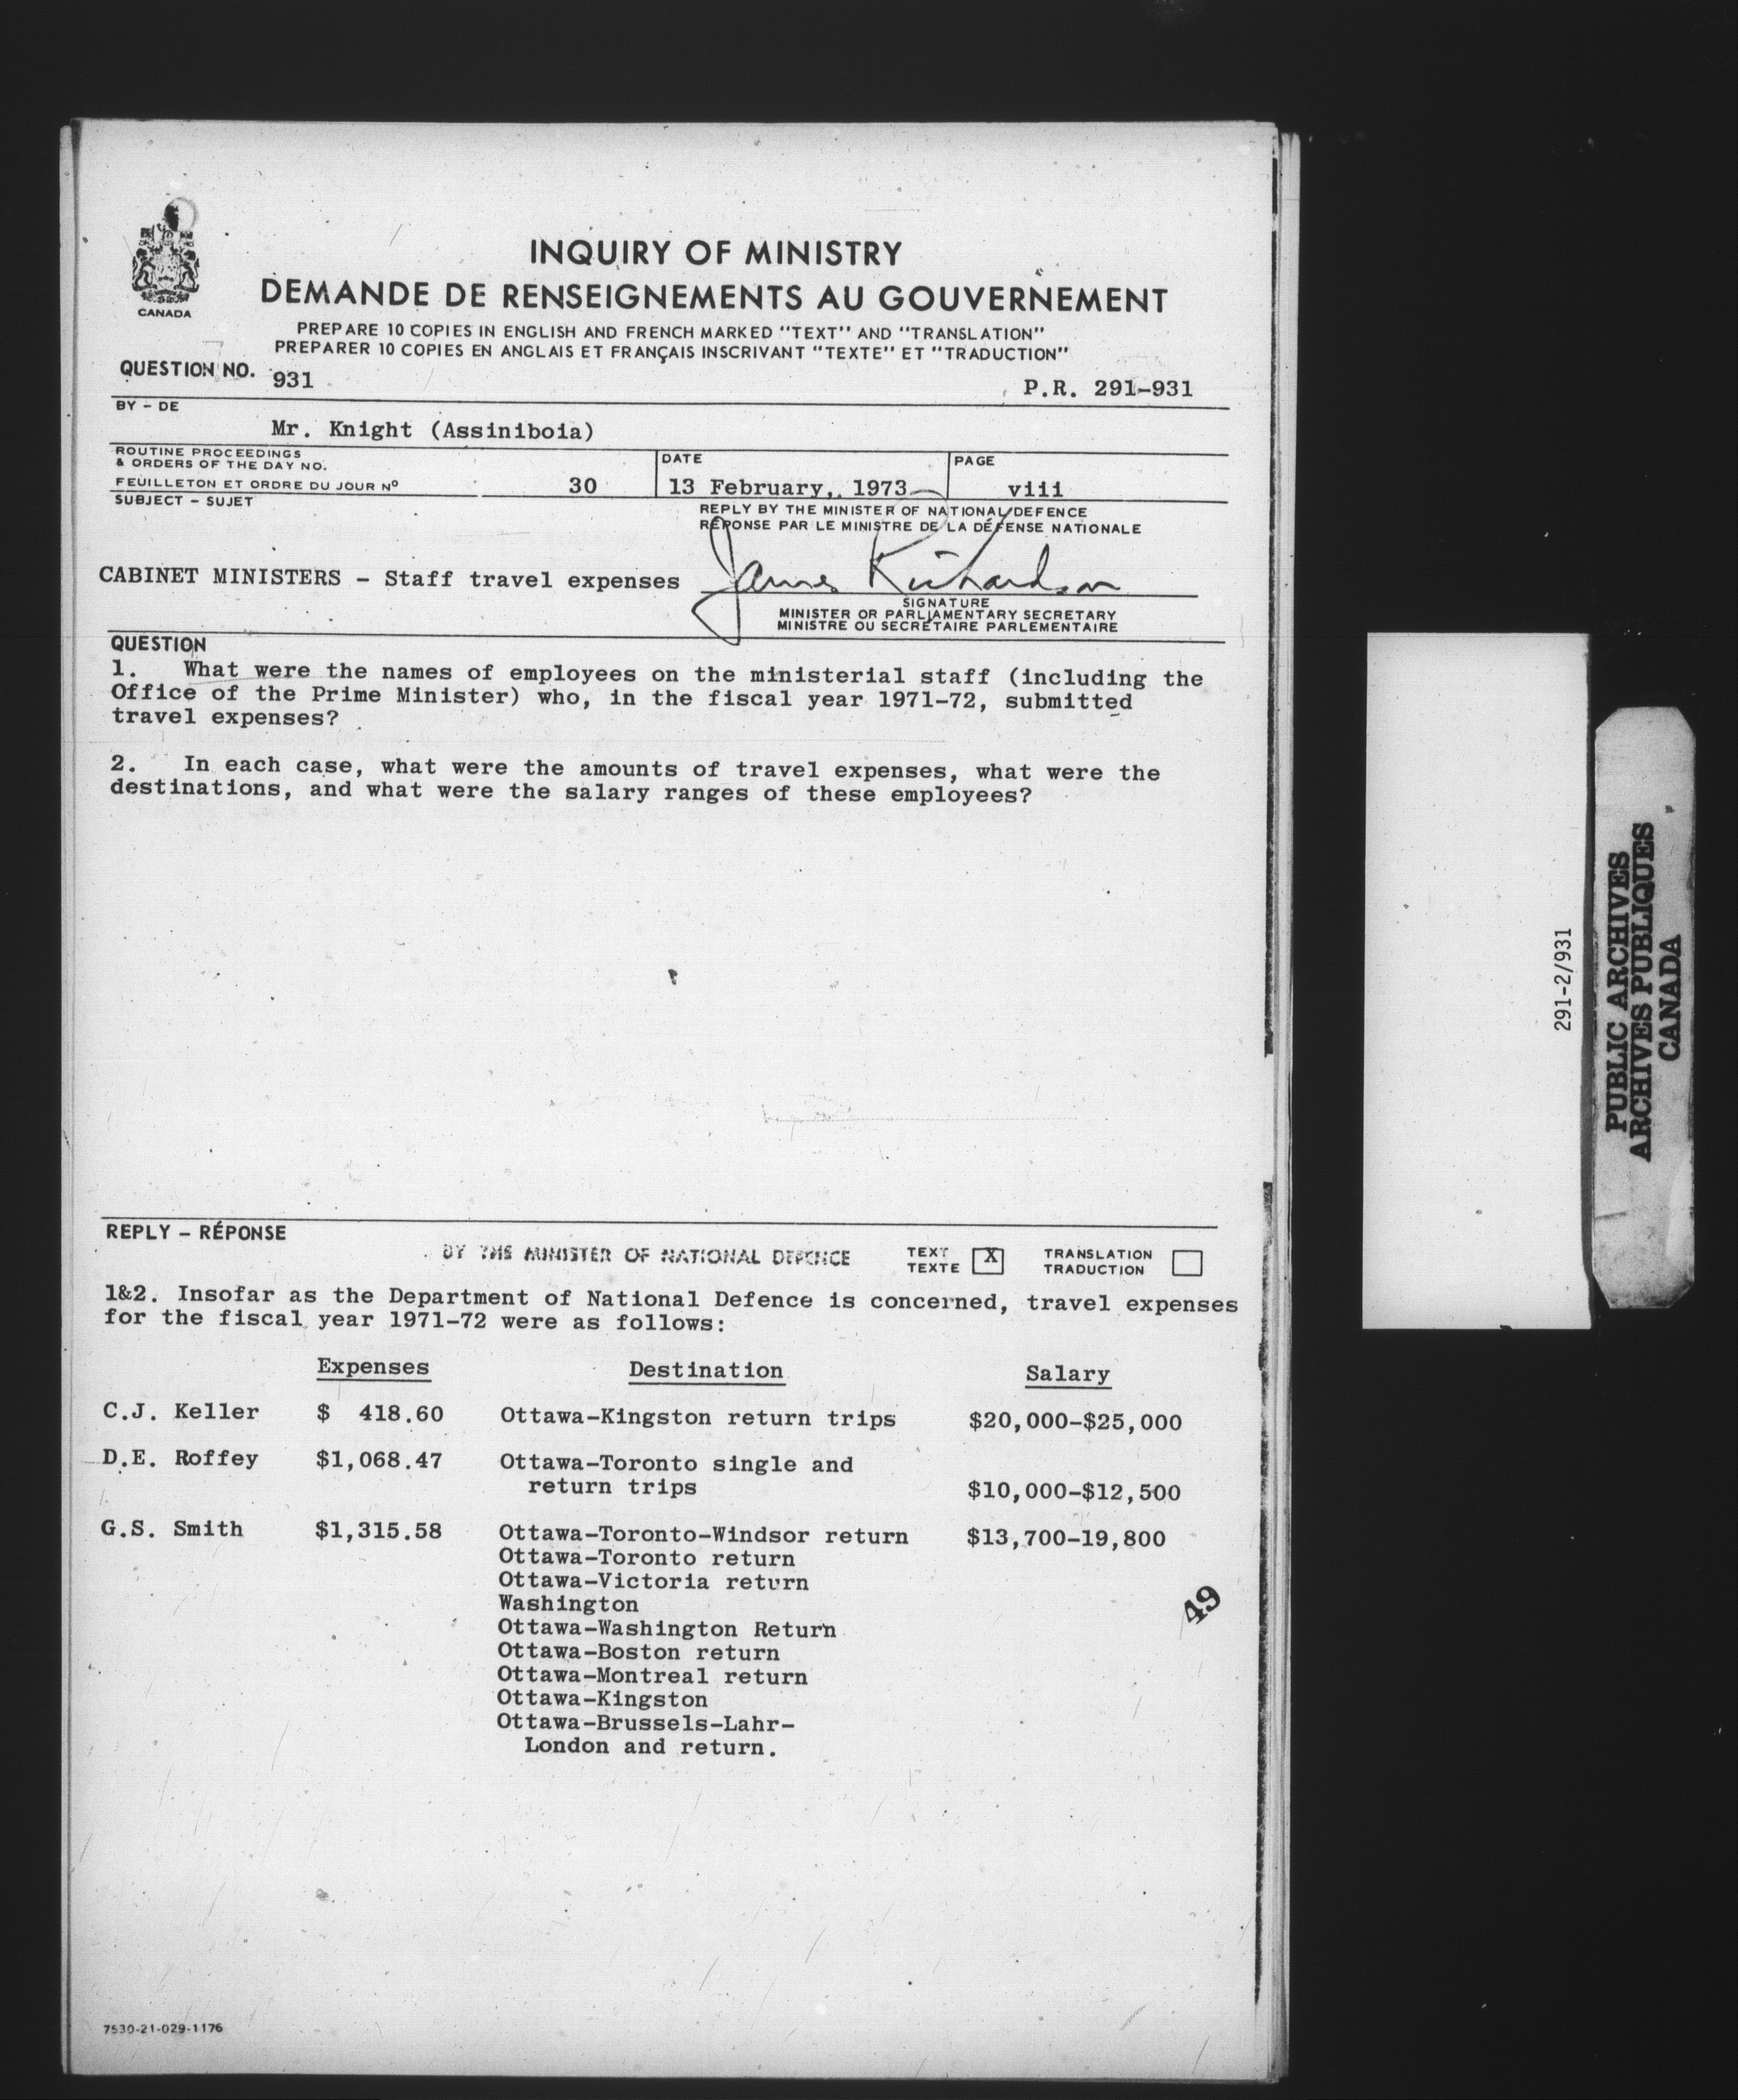 CANADA
INQUIRY OF MINISTRY
DEMANDE DE RENSEIGNEMENTS AU GOUVERNEMENT
PREPARE 10 COPIES IN ENGLISH AND FRENCH MARKED "TEXT" AND "TRANSLATION"
PREPARER 10 COPIES EN ANGLAIS ET FRANÇAIS INSCRIVANT "TEXTE" ET "TRADUCTION"
QUESTION NO. 931
P.R. 291-931
BY - DE
Mr. Knight (Assiniboia)
ROUTINE PROCEEDINGS
& ORDERS OF THE DAY NO.
FEUILLETON ET ORDRE DU JOUR Nº 30
DATE
13 February, 1973
PAGE
viii
SUBJECT - SUJET
REPLY BY THE MINISTER OF NATIONAL DEFENCE
RÉPONSE PAR LE MINISTRE DE LA DÉFENSE NATIONALE
CABINET MINISTERS - Staff travel expenses
James Richardson
SIGNATURE
MINISTER OR PARLIAMENTARY SECRETARY
MINISTRE OU SECRÉTAIRE PARLEMENTAIRE
QUESTION
1. What were the names of employees on the ministerial staff (including the
Office of the Prime Minister) who, in the fiscal year 1971-72, submitted
travel expenses?
2. In each case, what were the amounts of travel expenses, what were the
destinations, and what were the salary ranges of these employees?
REPLY - RÉPONSE
BY THE MINISTER OF NATIONAL DEFENCE
TEXT
TEXTE X
TRANSLATION
TRADUCTION
1&2. Insofar as the Department of National Defence is concerned, travel expenses
for the fiscal year 1971-72 were as follows:
Expenses Destination Salary
C.J. Keller $ 418.60 Ottawa-Kingston return trips $20,000-$25,000
D.E. Roffey $1,068.47 Ottawa-Toronto single and
return trips $10,000-$12,500
G.S. Smith $1,315.58 Ottawa-Toronto-Windsor return $13,700-19,800
Ottawa-Toronto return
Ottawa-Victoria return
Washington
Ottawa-Washington Return
Ottawa-Boston return
Ottawa-Montreal return
Ottawa-Kingston
Ottawa-Brussels-Lahr-
London and return.
49
7530-21-029-1176
291-2/931
PUBLIC ARCHIVES
ARCHIVES PUBLIQUES
CANADA